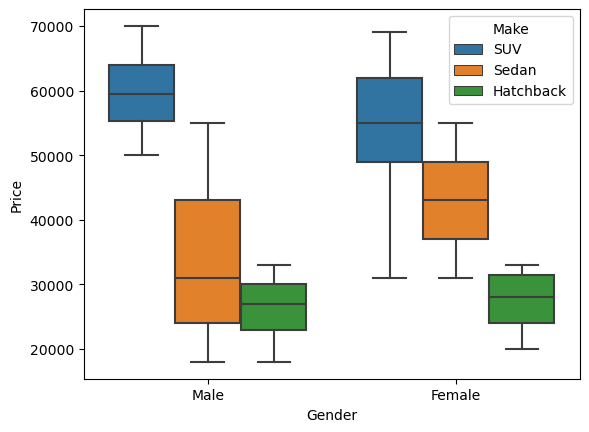 Make
SUV
Sedan
Hatchback
70000
60000
50000
40000
30000
20000
Price
Male
Female
Gender